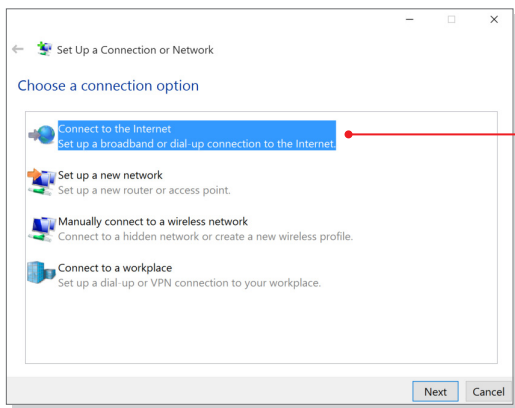 Set Up a Connection or Network
Choose a connection option
Connect to the Internet
Set up a broadband or dial-up connection to the Internet.
Set up a new network
Set up a new router or access point.
Manually connect to a wireless network
Connect to a hidden network or create a new wireless profile.
Connect to a workplace
Set up a dial-up or VPN connection to your workplace.
Next Cancel